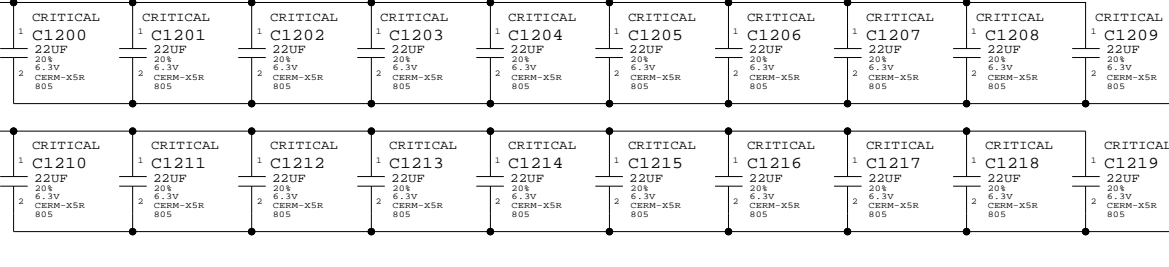 CRITICAL CRITICAL CRITICAL CRITICAL CRITICAL CRITICAL CRITICAL CRITICAL CRITICAL CRITICAL
1 C1200 1 C1201 1 C1202 1 C1203 1 C1204 1 C1205 1 C1206 1 C1207 1 C1208 1 C1209
22UF 22UF 22UF 22UF 22UF 22UF 22UF 22UF 22UF 22UF
20% 20% 20% 20% 20% 20% 20% 20% 20% 20%
6.3V 6.3V 6.3V 6.3V 6.3V 6.3V 6.3V 6.3V 6.3V 6.3V
2 CERM-X5R 2 CERM-X5R 2 CERM-X5R 2 CERM-X5R 2 CERM-X5R 2 CERM-X5R 2 CERM-X5R 2 CERM-X5R 2 CERM-X5R 2 CERM-X5R
805 805 805 805 805 805 805 805 805 805
CRITICAL CRITICAL CRITICAL CRITICAL CRITICAL CRITICAL CRITICAL CRITICAL CRITICAL CRITICAL
1 C1210 1 C1211 1 C1212 1 C1213 1 C1214 1 C1215 1 C1216 1 C1217 1 C1218 1 C1219
22UF 22UF 22UF 22UF 22UF 22UF 22UF 22UF 22UF 22UF
20% 20% 20% 20% 20% 20% 20% 20% 20% 20%
6.3V 6.3V 6.3V 6.3V 6.3V 6.3V 6.3V 6.3V 6.3V 6.3V
2 CERM-X5R 2 CERM-X5R 2 CERM-X5R 2 CERM-X5R 2 CERM-X5R 2 CERM-X5R 2 CERM-X5R 2 CERM-X5R 2 CERM-X5R 2 CERM-X5R
805 805 805 805 805 805 805 805 805 805